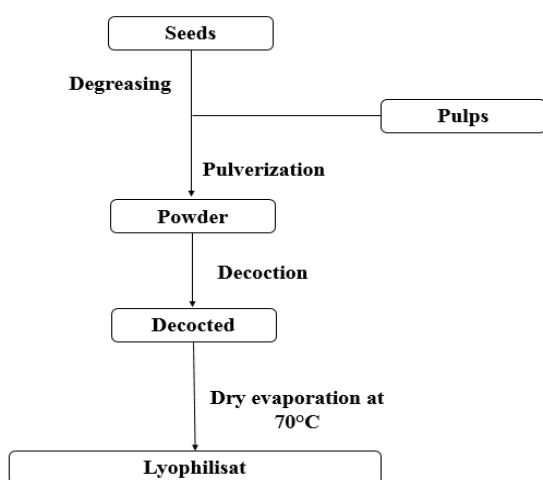 Seeds
Degreasing
Pulps
Pulverization
Powder
Decoction
Decocted
Dry evaporation at
70°C
Lyophilisat